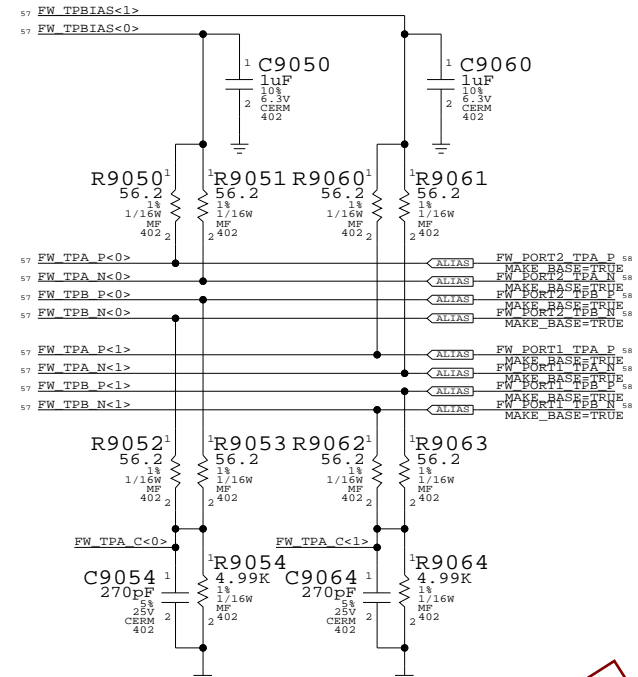 57 FW_TPBIAS<1>
57 FW_TPBIAS<0>
1 C9050
1uF
10%
6.3V
2 CERM
402
1 C9060
1uF
10%
6.3V
2 CERM
402
R9050 1
56.2
1%
1/16W
MF
402 2
1 R9051
56.2
1%
1/16W
MF
2 402
R9060 1
56.2
1%
1/16W
MF
402 2
1 R9061
56.2
1%
1/16W
MF
2 402
57 FW_TPA_P<0> ALIAS FW_PORT2_TPA_P 58
MAKE_BASE=TRUE
57 FW_TPA_N<0> ALIAS FW_PORT2_TPA_N 58
MAKE_BASE=TRUE
57 FW_TPB_P<0> ALIAS FW_PORT2_TPB_P 58
MAKE_BASE=TRUE
57 FW_TPB_N<0> ALIAS FW_PORT2_TPB_N 58
MAKE_BASE=TRUE
57 FW_TPA_P<1> ALIAS FW_PORT1_TPA_P 58
MAKE_BASE=TRUE
57 FW_TPA_N<1> ALIAS FW_PORT1_TPA_N 58
MAKE_BASE=TRUE
57 FW_TPB_P<1> ALIAS FW_PORT1_TPB_P 58
MAKE_BASE=TRUE
57 FW_TPB_N<1> ALIAS FW_PORT1_TPB_N 58
MAKE_BASE=TRUE
R9052 1
56.2
1%
1/16W
MF
402 2
1 R9053
56.2
1%
1/16W
MF
2 402
R9062 1
56.2
1%
1/16W
MF
402 2
1 R9063
56.2
1%
1/16W
MF
2 402
FW_TPA_C<0>
FW_TPA_C<1>
C9054 1
270pF
5%
25V
CERM 2
402
1 R9054
4.99K
1%
1/16W
MF
2 402
C9064 1
270pF
5%
25V
CERM 2
402
1 R9064
4.99K
1%
1/16W
MF
2 402